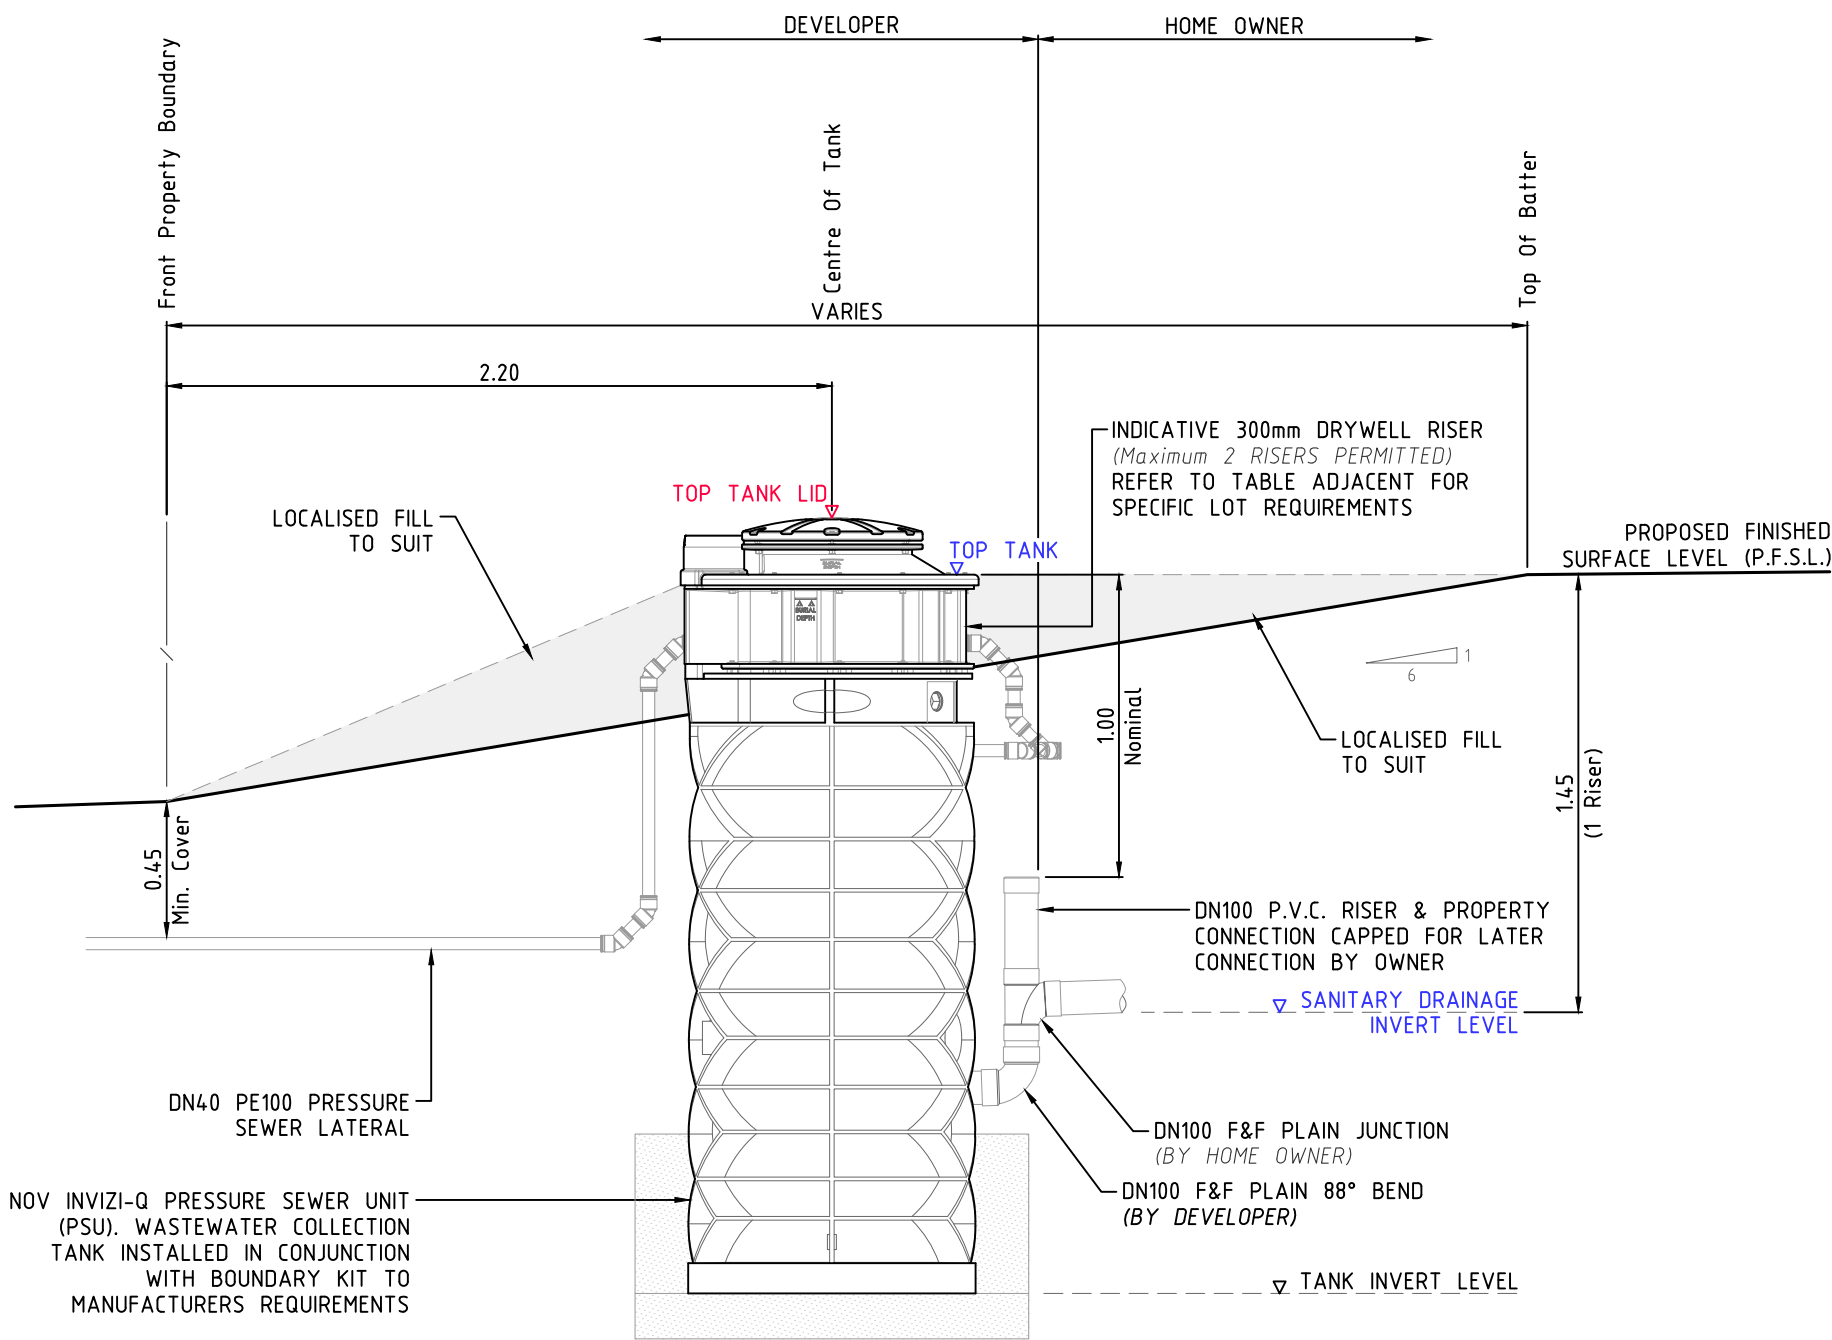 DEVELOPER
HOME OWNER
Front Property Boundary
Centre Of Tank
Top Of Batter
VARIES
2.20
INDICATIVE 300mm DRYWELL RISER
(Maximum 2 RISERS PERMITTED)
REFER TO TABLE ADJACENT FOR
SPECIFIC LOT REQUIREMENTS
TOP TANK LID
LOCALISED FILL
TO SUIT
TOP TANK
PROPOSED FINISHED
SURFACE LEVEL (P.F.S.L.)
BURIAL
DEPTH
BURIAL
DEPTH
1
6
1.00
Nominal
LOCALISED FILL
TO SUIT
1.45
(1 Riser)
0.45
Min. Cover
DN100 P.V.C. RISER & PROPERTY
CONNECTION CAPPED FOR LATER
CONNECTION BY OWNER
SANITARY DRAINAGE
INVERT LEVEL
DN40 PE100 PRESSURE
SEWER LATERAL
DN100 F&F PLAIN JUNCTION
(BY HOME OWNER)
DN100 F&F PLAIN 88° BEND
(BY DEVELOPER)
NOV INVIZI-Q PRESSURE SEWER UNIT
(PSU). WASTEWATER COLLECTION
TANK INSTALLED IN CONJUNCTION
WITH BOUNDARY KIT TO
MANUFACTURERS REQUIREMENTS
TANK INVERT LEVEL